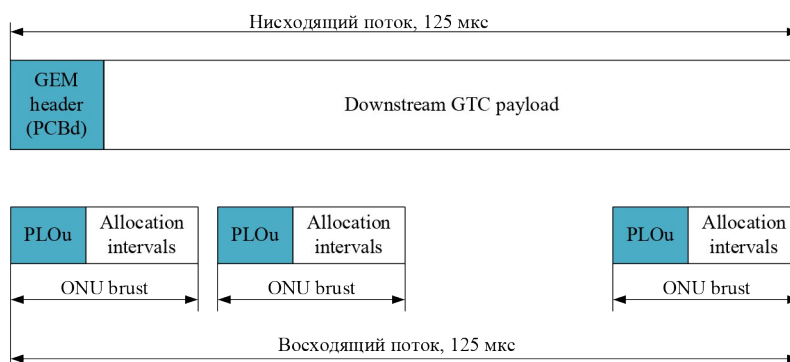 Нисходящий поток, 125 мкс
GEM
header
(PCBd)
Downstream GTC payload
PLOu
Allocation
intervals
PLOu
Allocation
intervals
PLOu
Allocation
intervals
ONU brust
ONU brust
ONU brust
Восходящий поток, 125 мкс